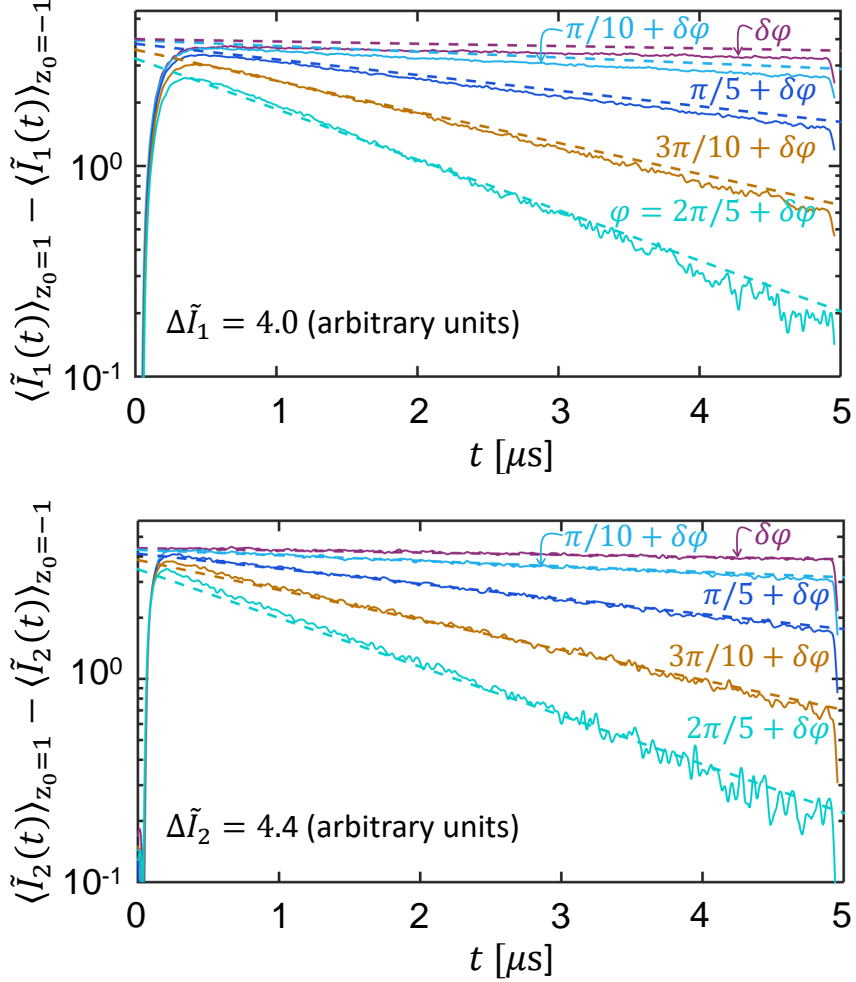 ⟨Ĩ₁(t)⟩z₀=1 − ⟨Ĩ₁(t)⟩z₀=−1
10⁰
10⁻¹
π/10 + δφ
δφ
π/5 + δφ
3π/10 + δφ
φ = 2π/5 + δφ
ΔĨ₁ = 4.0 (arbitrary units)
0 1 2 3 4 5
t [μs]
⟨Ĩ₂(t)⟩z₀=1 − ⟨Ĩ₂(t)⟩z₀=−1
10⁰
10⁻¹
π/10 + δφ
δφ
π/5 + δφ
3π/10 + δφ
2π/5 + δφ
ΔĨ₂ = 4.4 (arbitrary units)
0 1 2 3 4 5
t [μs]